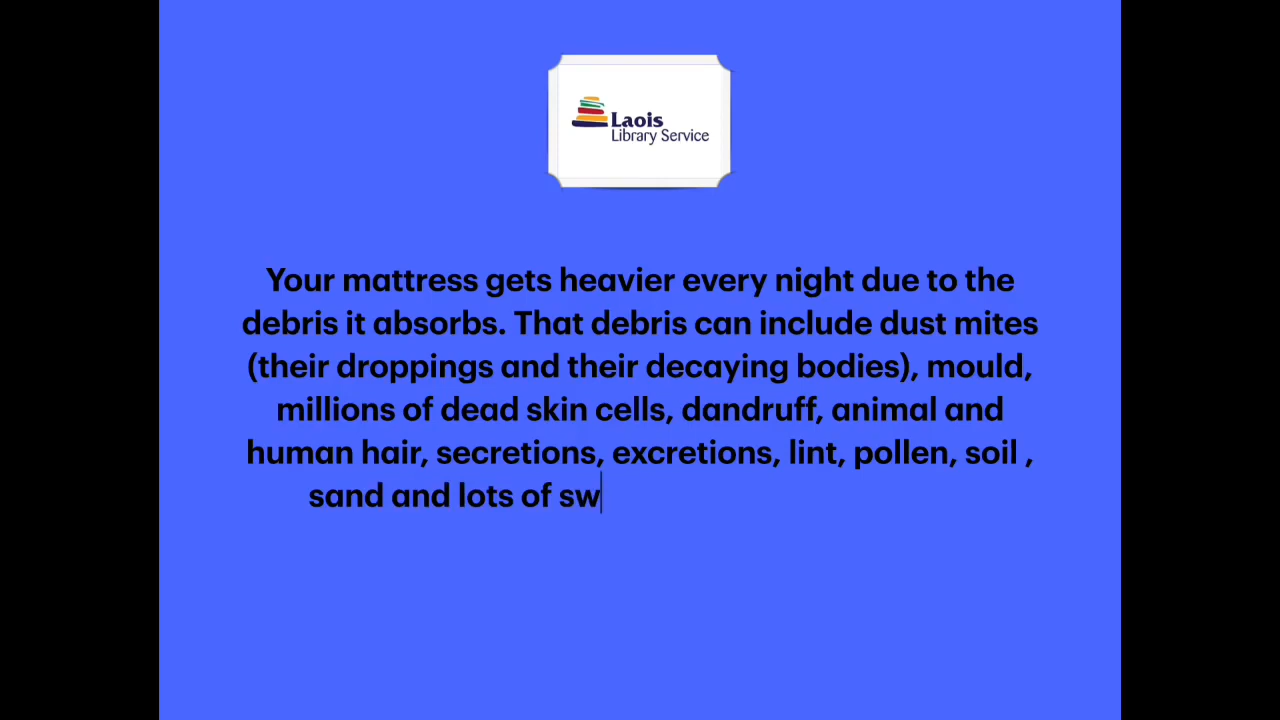 Laois
Library Service
Your mattress gets heavier every night due to the
debris it absorbs. That debris can include dust mites
(their droppings and their decaying bodies), mould,
millions of dead skin cells, dandruff, animal and
human hair, secretions, excretions, lint, pollen, soil ,
sand and lots of sw